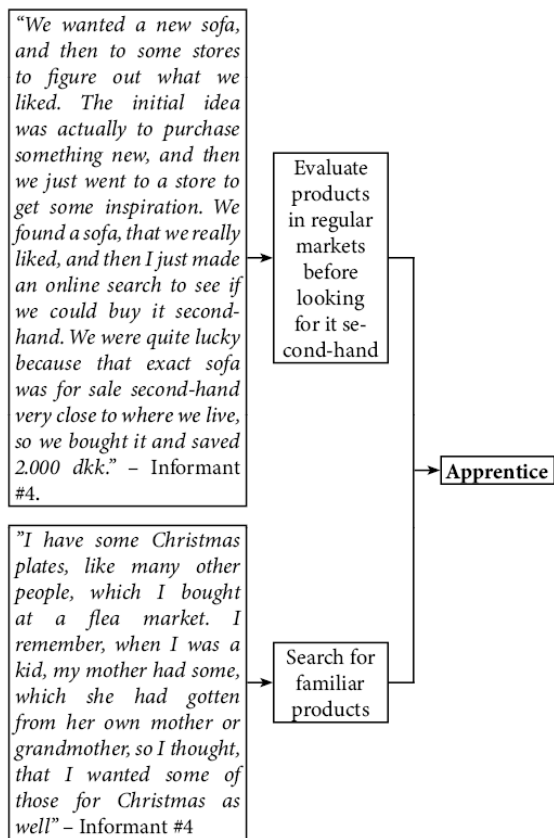 “We wanted a new sofa,
and then to some stores
to figure out what we
liked. The initial idea
was actually to purchase
something new, and then
we just went to a store to
get some inspiration. We
found a sofa, that we really
liked, and then I just made
an online search to see if
we could buy it second-
hand. We were quite lucky
because that exact sofa
was for sale second-hand
very close to where we live,
so we bought it and saved
2.000 dkk.” – Informant
#4.
Evaluate
products
in regular
markets
before
looking
for it se-
cond-hand
Apprentice
”I have some Christmas
plates, like many other
people, which I bought
at a flea market. I
remember, when I was a
kid, my mother had some,
which she had gotten
from her own mother or
grandmother, so I thought,
that I wanted some of
those for Christmas as
well” – Informant #4
Search for
familiar
products